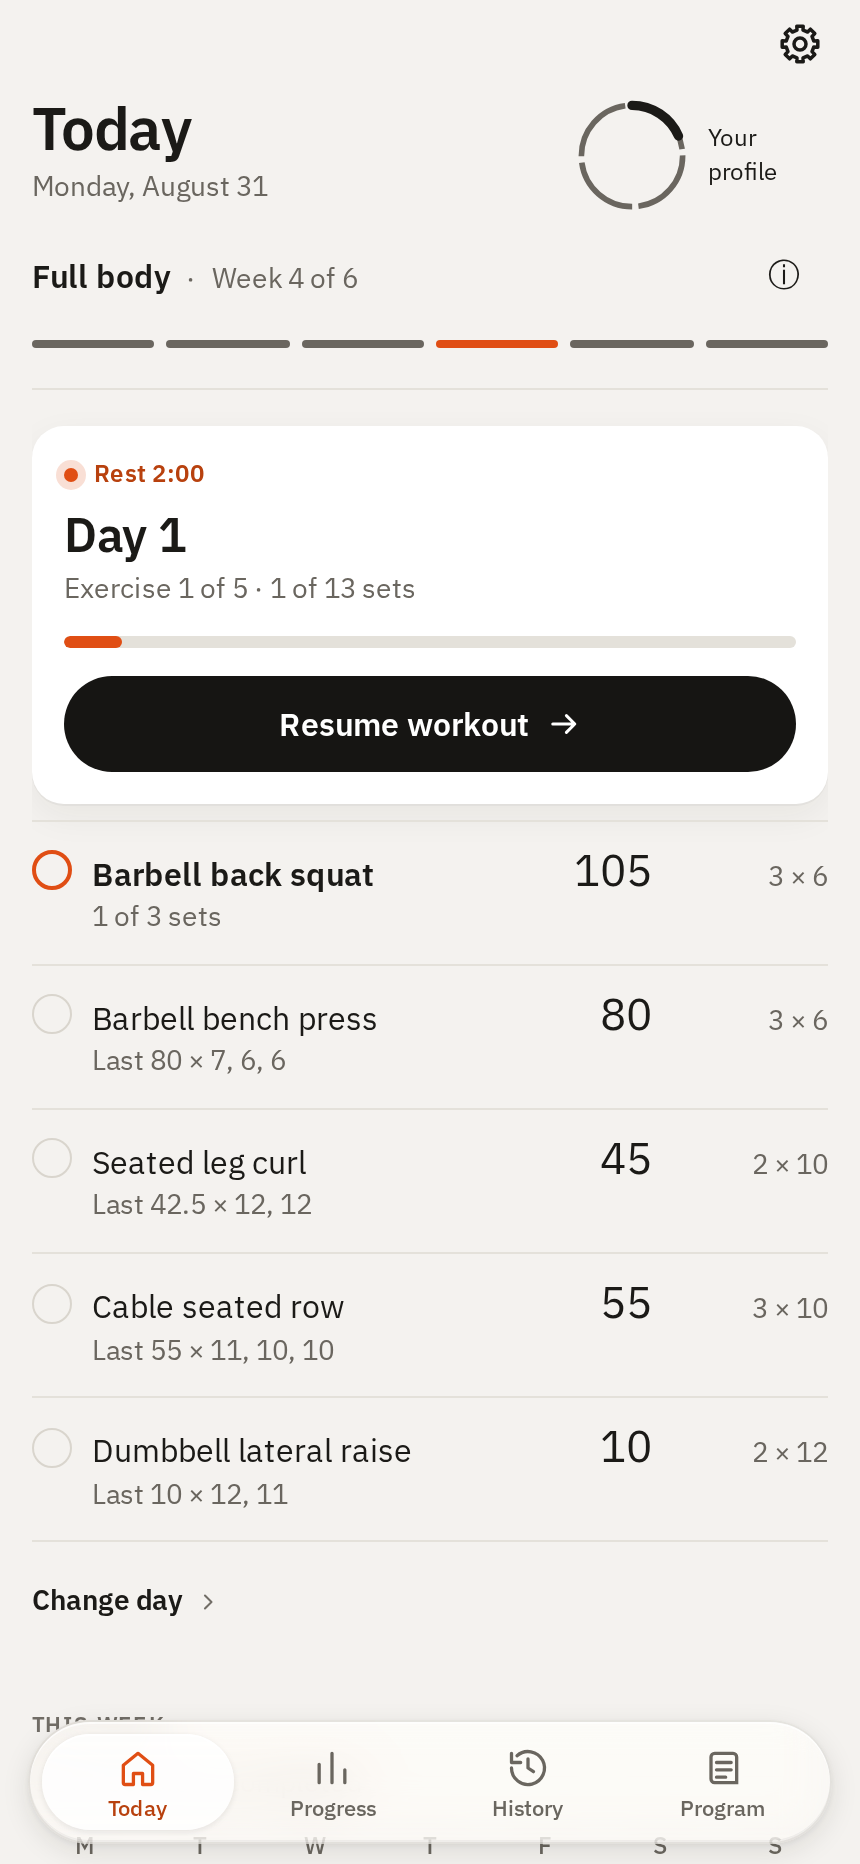 Today
Monday, August 31
Your
profile
Full body · Week 4 of 6
Rest 2:00
Day 1
Exercise 1 of 5 · 1 of 13 sets
Resume workout →
Barbell back squat 105 3 × 6
1 of 3 sets
Barbell bench press 80 3 × 6
Last 80 × 7, 6, 6
Seated leg curl 45 2 × 10
Last 42.5 × 12, 12
Cable seated row 55 3 × 10
Last 55 × 11, 10, 10
Dumbbell lateral raise 10 2 × 12
Last 10 × 12, 11
Change day
THIS WEEK
Today Progress History Program
M T W T F S S